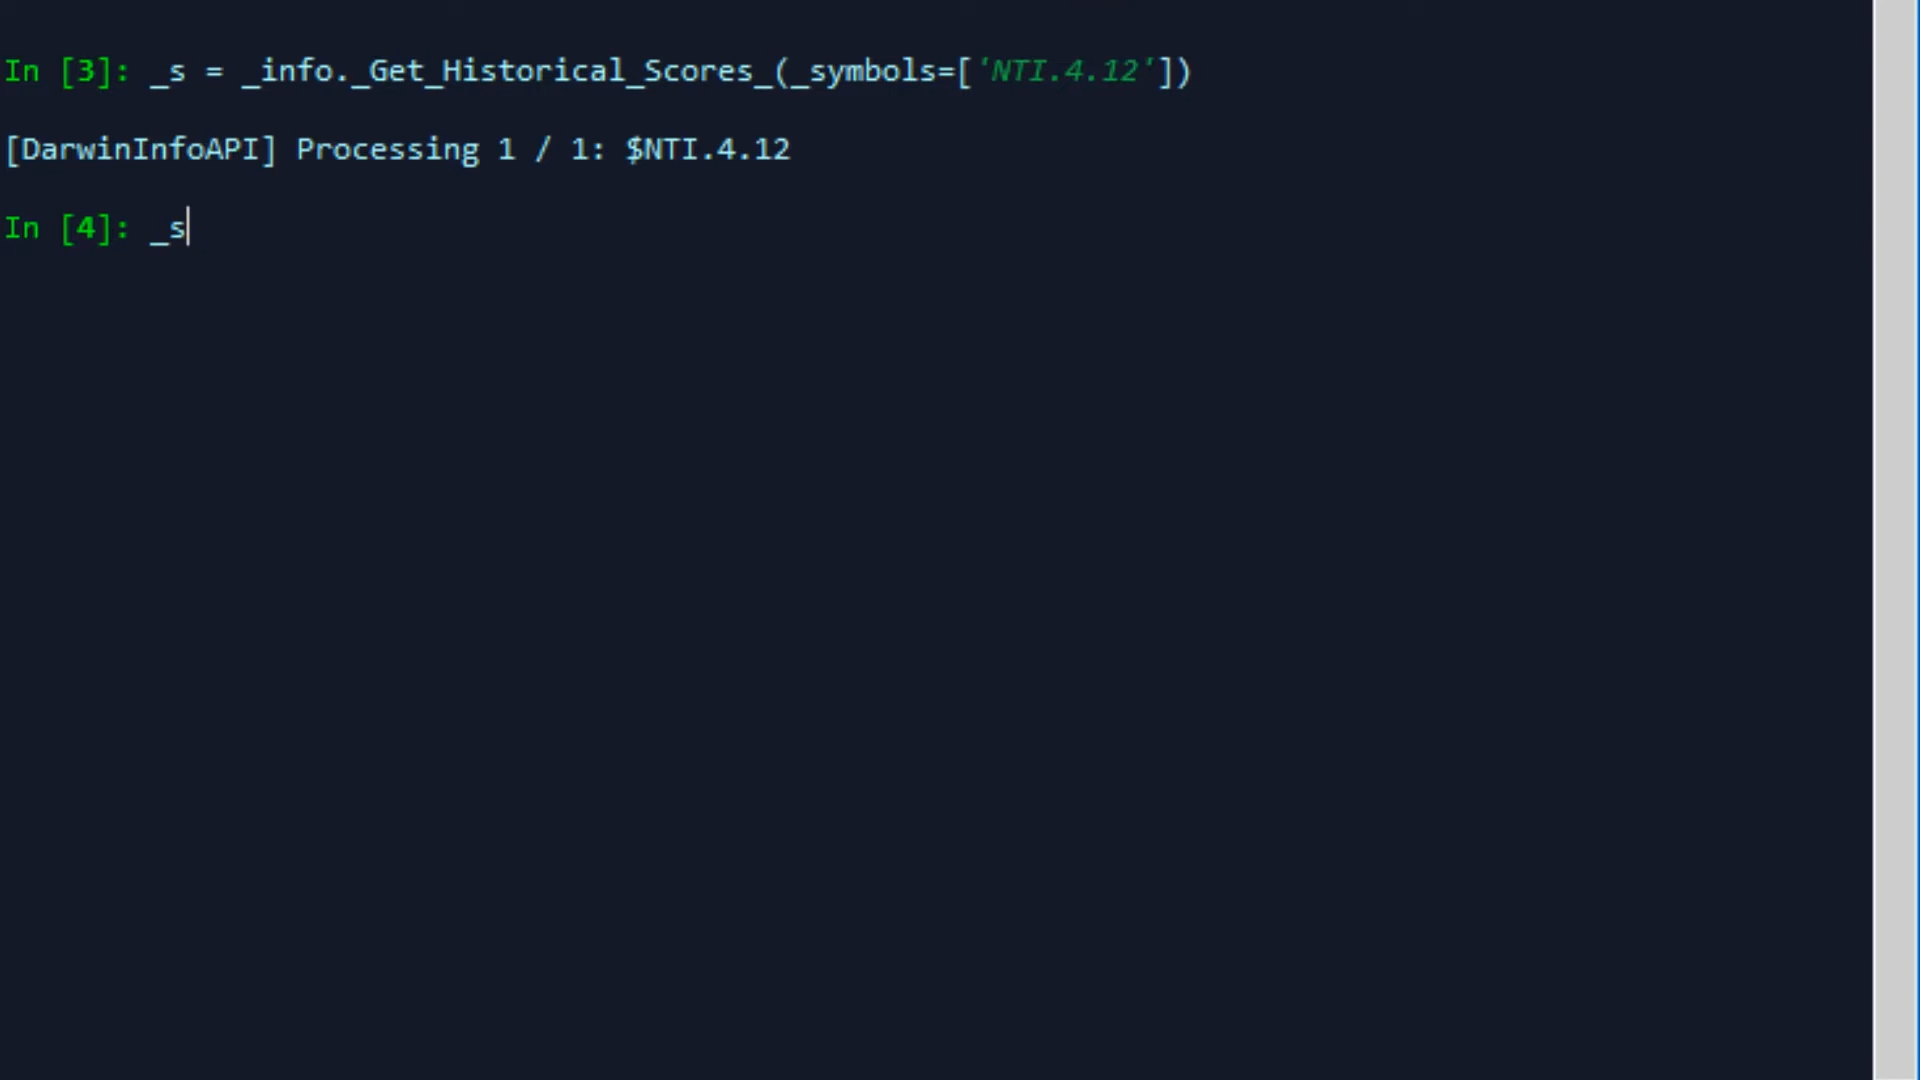 In [3]: _s = _info._Get_Historical_Scores_(_symbols=['NTI.4.12'])
[DarwinInfoAPI] Processing 1 / 1: $NTI.4.12
In [4]: _s